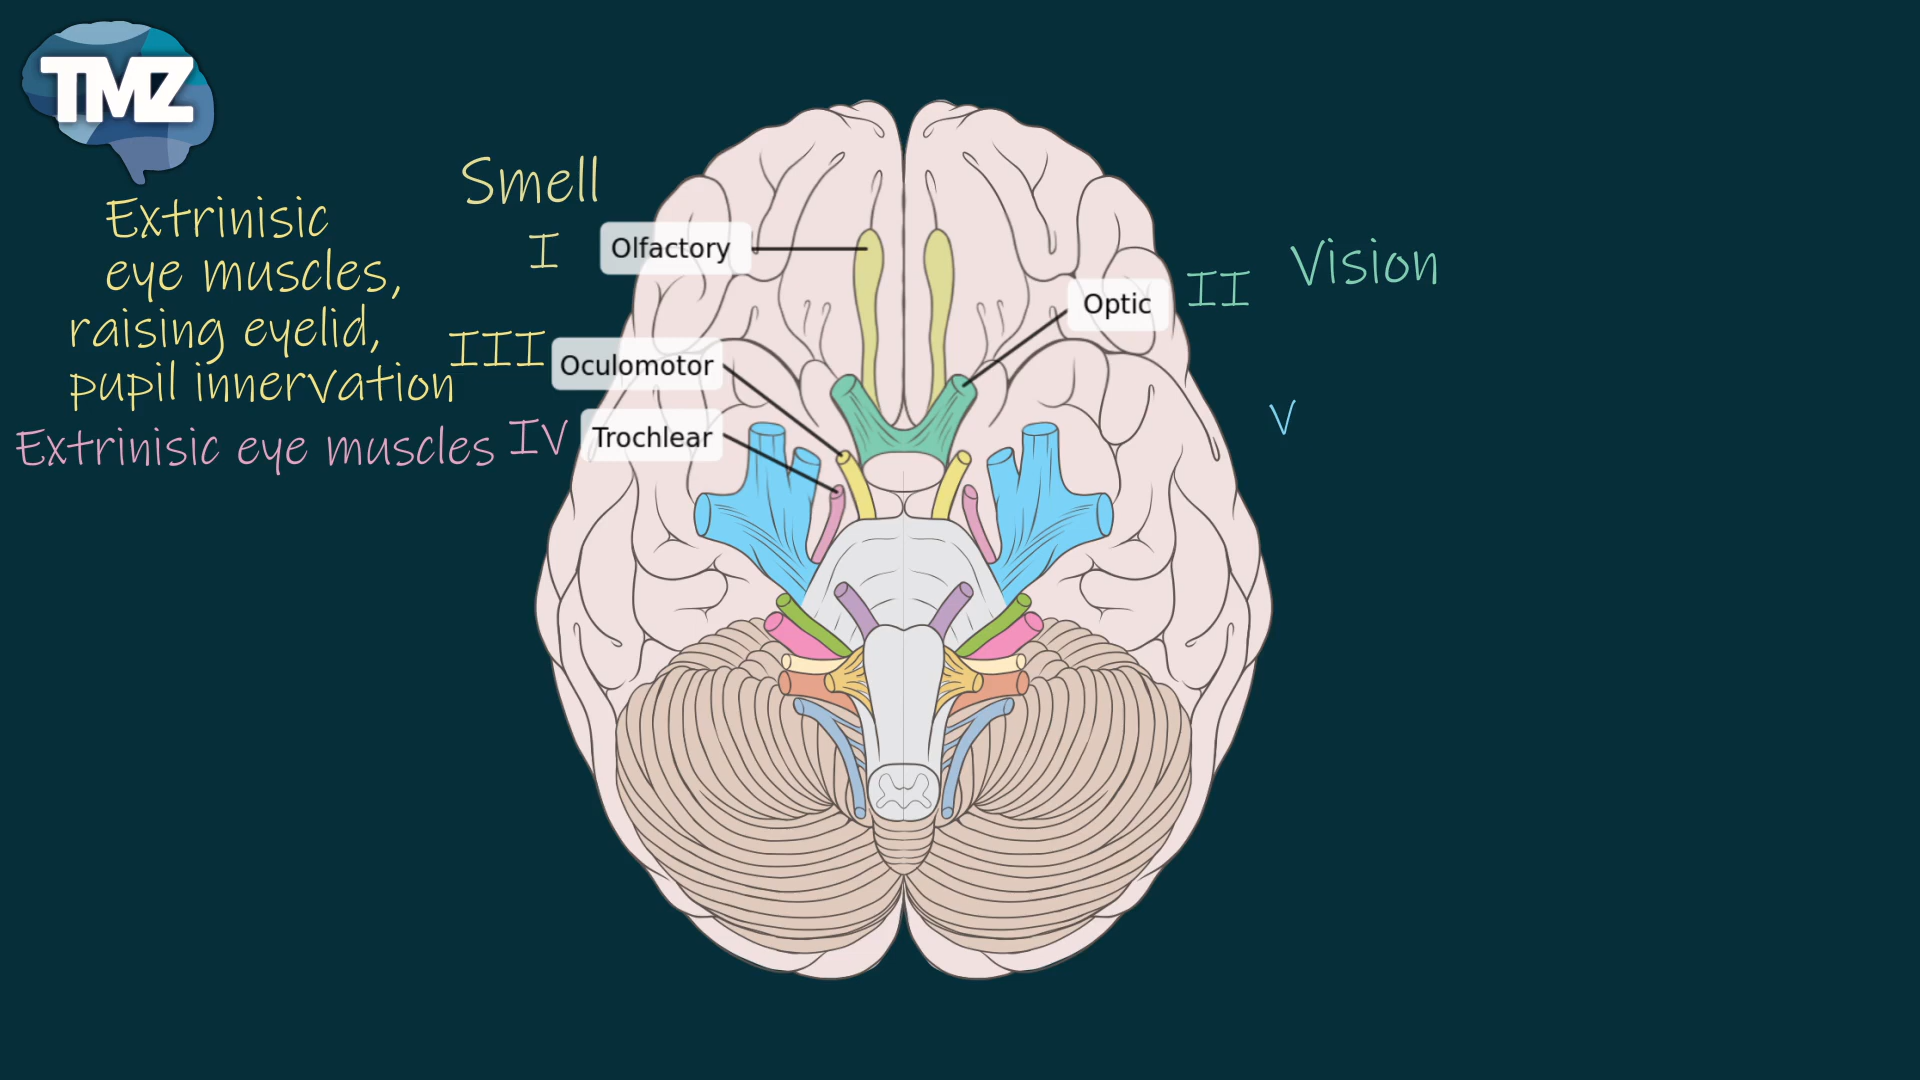 TMZ
Smell
I Olfactory
Extrinisic
eye muscles,
raising eyelid,
pupil innervation
III Oculomotor
Extrinisic eye muscles IV Trochlear
Optic II Vision
V